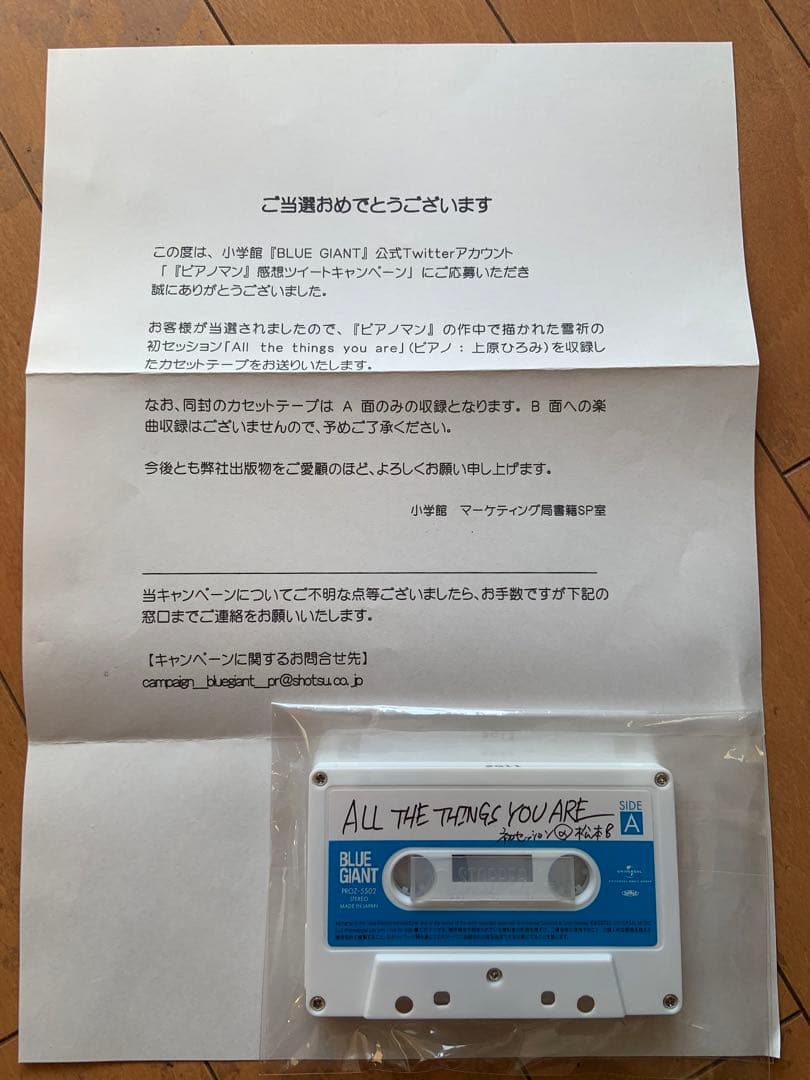 ご当選おめでとうございます
この度は、小学館『BLUE GIANT』公式Twitterアカウント
「『ピアノマン』感想ツイートキャンペーン」にご応募いただき
誠にありがとうございました。
お客様が当選されましたので、『ピアノマン』の作中で描かれた雪祈の
初セッション「All the things you are」(ピアノ：上原ひろみ)を収録し
たカセットテープをお送りいたします。
なお、同封のカセットテープは A 面のみの収録となります。B 面への楽
曲収録はございませんので、予めご了承ください。
今後とも弊社出版物をご愛顧のほど、よろしくお願い申し上げます。
小学館　マーケティング局書籍SP室
当キャンペーンについてご不明な点等ございましたら、お手数ですが下記の
窓口までご連絡をお願いいたします。
【キャンペーンに関するお問合せ先】
campaign_bluegiant_pr@shotsu.co.jp
ALL THE THINGS YOU ARE
初セッション@松本B
SIDE
A
BLUE
GIANT
PROZ-5502
STEREO
MADE IN JAPAN
UNIVERSAL
UNIVERSAL MUSIC GROUP